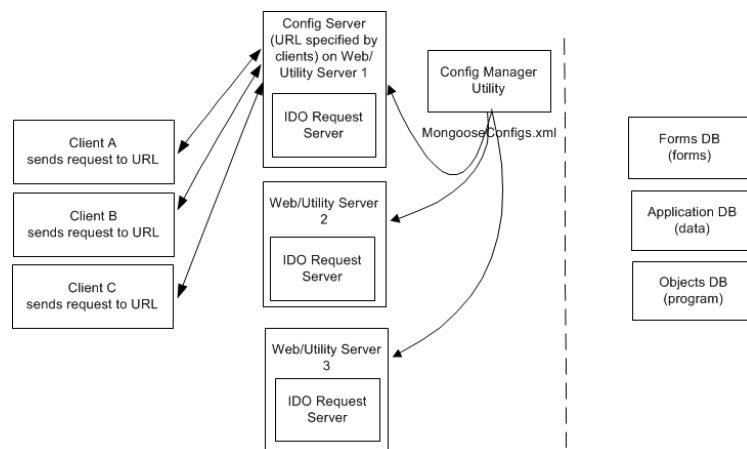 Config Server
(URL specified by
clients) on Web/
Utility Server 1
IDO Request
Server
Config Manager
Utility
MongooseConfigs.xml
Client A
sends request to URL
Client B
sends request to URL
Client C
sends request to URL
Web/Utility Server
2
IDO Request
Server
Web/Utility Server
3
IDO Request
Server
Forms DB
(forms)
Application DB
(data)
Objects DB
(program)